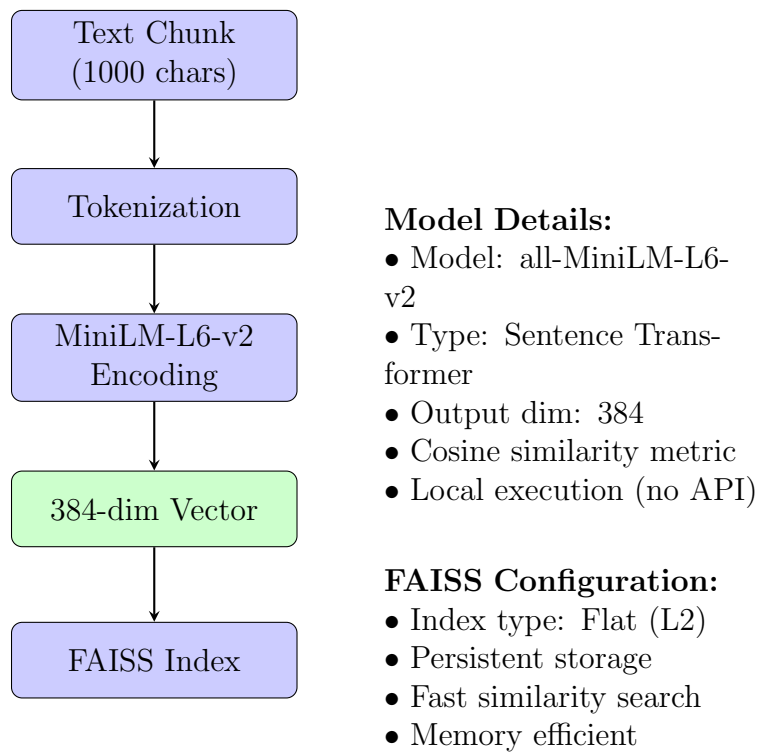 Text Chunk
(1000 chars)
Tokenization
MiniLM-L6-v2
Encoding
384-dim Vector
FAISS Index
Model Details:
• Model: all-MiniLM-L6-
v2
• Type: Sentence Trans-
former
• Output dim: 384
• Cosine similarity metric
• Local execution (no API)
FAISS Configuration:
• Index type: Flat (L2)
• Persistent storage
• Fast similarity search
• Memory efficient